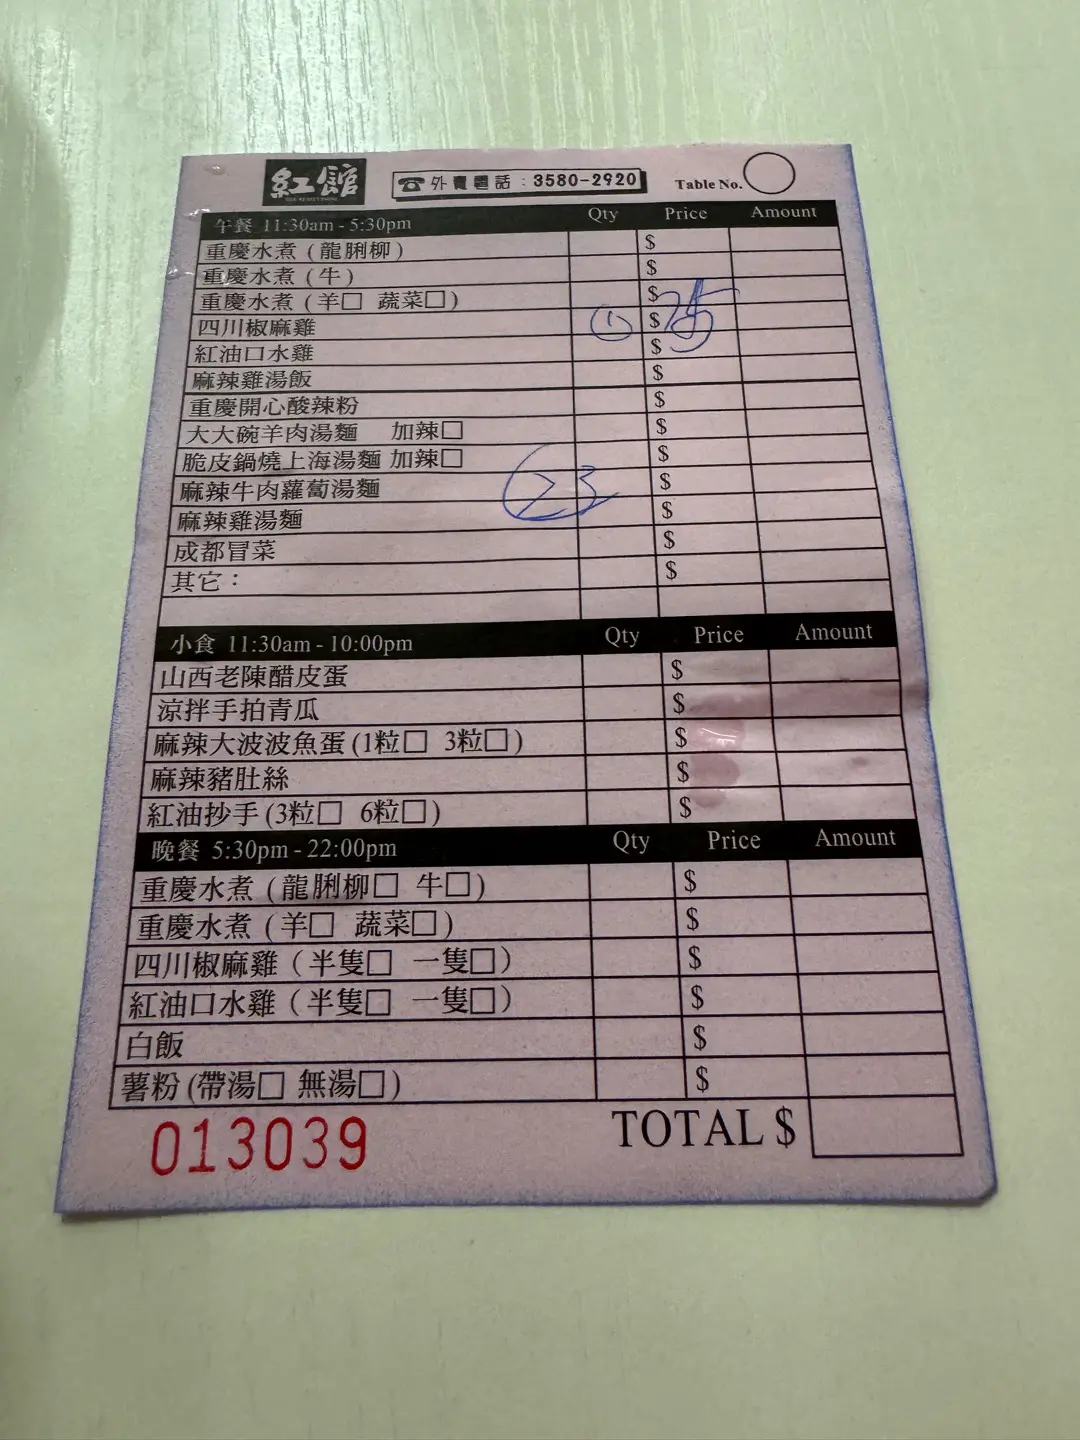 紅館 ☎外賣電話：3580-2920 Table No.
午餐 11:30am - 5:30pm Qty Price Amount
重慶水煮 (龍脷柳) $
重慶水煮 (牛) $
重慶水煮 (羊□ 蔬菜□) $
四川椒麻雞 ① $75
紅油口水雞 $
麻辣雞湯飯 $
重慶開心酸辣粉 $
大大碗羊肉湯麵 加辣□ $
脆皮鍋燒上海湯麵 加辣□ $
麻辣牛肉蘿蔔湯麵 23 $
麻辣雞湯麵 $
成都冒菜 $
其它： $
小食 11:30am - 10:00pm Qty Price Amount
山西老陳醋皮蛋 $
涼拌手拍青瓜 $
麻辣大波波魚蛋 (1粒□ 3粒□) $
麻辣豬肚絲 $
紅油抄手 (3粒□ 6粒□) $
晚餐 5:30pm - 22:00pm Qty Price Amount
重慶水煮 (龍脷柳□ 牛□) $
重慶水煮 (羊□ 蔬菜□) $
四川椒麻雞 (半隻□ 一隻□) $
紅油口水雞 (半隻□ 一隻□) $
白飯 $
薯粉 (帶湯□ 無湯□) $
013039 TOTAL $